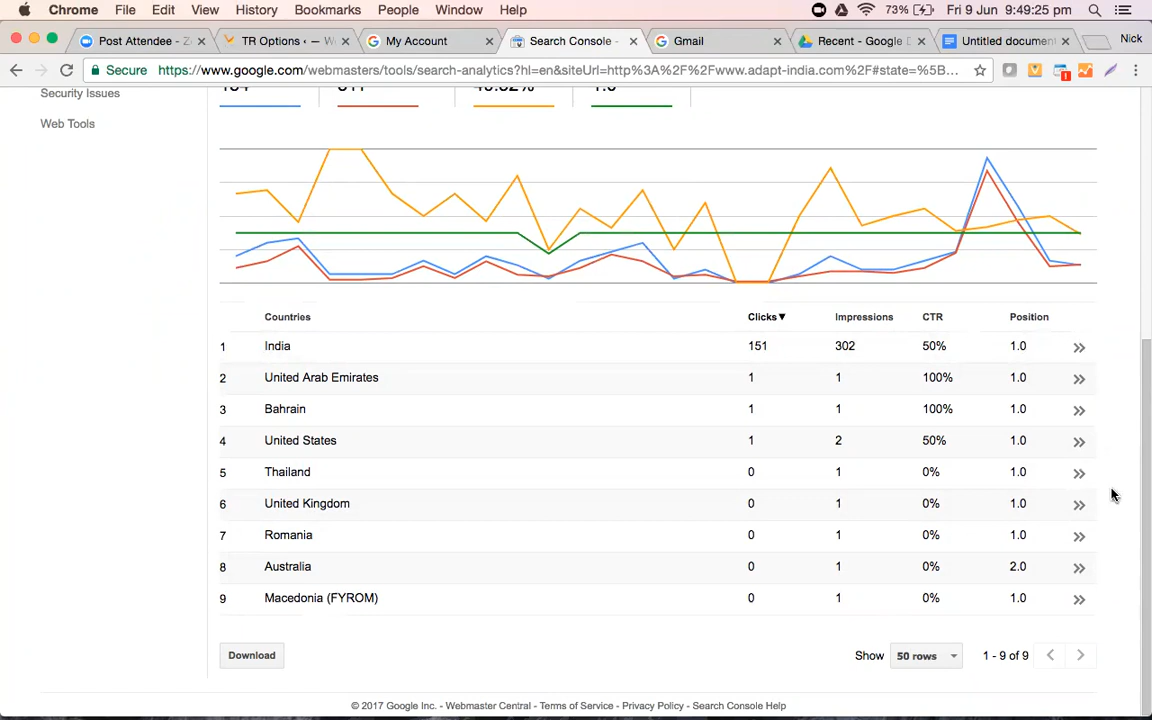 Chrome File Edit View History Bookmarks People Window Help 73% Fri 9 Jun 9:49:25 pm
Post Attendee - Z TR Options ‹ — W My Account Search Console - Gmail Recent - Google D Untitled documen Nick
Secure https://www.google.com/webmasters/tools/search-analytics?hl=en&siteUrl=http%3A%2F%2Fwww.adapt-india.com%2F#state=%5B...
Security Issues
Web Tools
Countries Clicks▼ Impressions CTR Position
1 India 151 302 50% 1.0 »
2 United Arab Emirates 1 1 100% 1.0 »
3 Bahrain 1 1 100% 1.0 »
4 United States 1 2 50% 1.0 »
5 Thailand 0 1 0% 1.0 »
6 United Kingdom 0 1 0% 1.0 »
7 Romania 0 1 0% 1.0 »
8 Australia 0 1 0% 2.0 »
9 Macedonia (FYROM) 0 1 0% 1.0 »
Download Show 50 rows 1 - 9 of 9
© 2017 Google Inc. - Webmaster Central - Terms of Service - Privacy Policy - Search Console Help